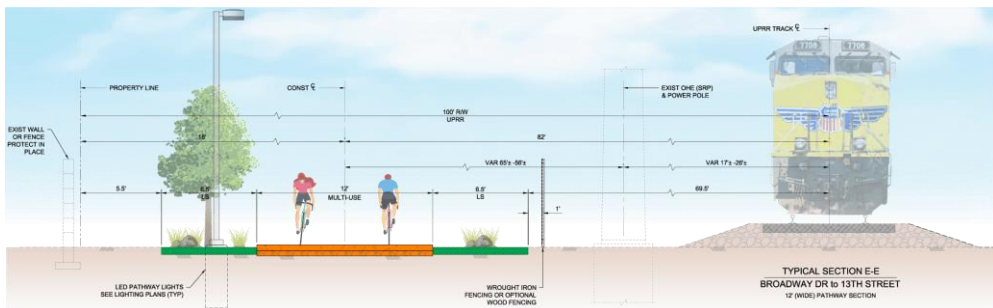 UPRR TRACK ℄
7706 7706
PROPERTY LINE
CONST ℄
EXIST OHE (SRP)
& POWER POLE
100' R/W
UPRR
EXIST WALL
OR FENCE
PROTECT IN
PLACE
18'
82'
VAR 65'± -56'±
VAR 17'± -26'±
5.5'
6.5'
LS
12'
MULTI-USE
6.5'
LS
69.5'
1'
LED PATHWAY LIGHTS
SEE LIGHTING PLANS (TYP)
WROUGHT IRON
FENCING OR OPTIONAL
WOOD FENCING
TYPICAL SECTION E-E
BROADWAY DR to 13TH STREET
12' (WIDE) PATHWAY SECTION